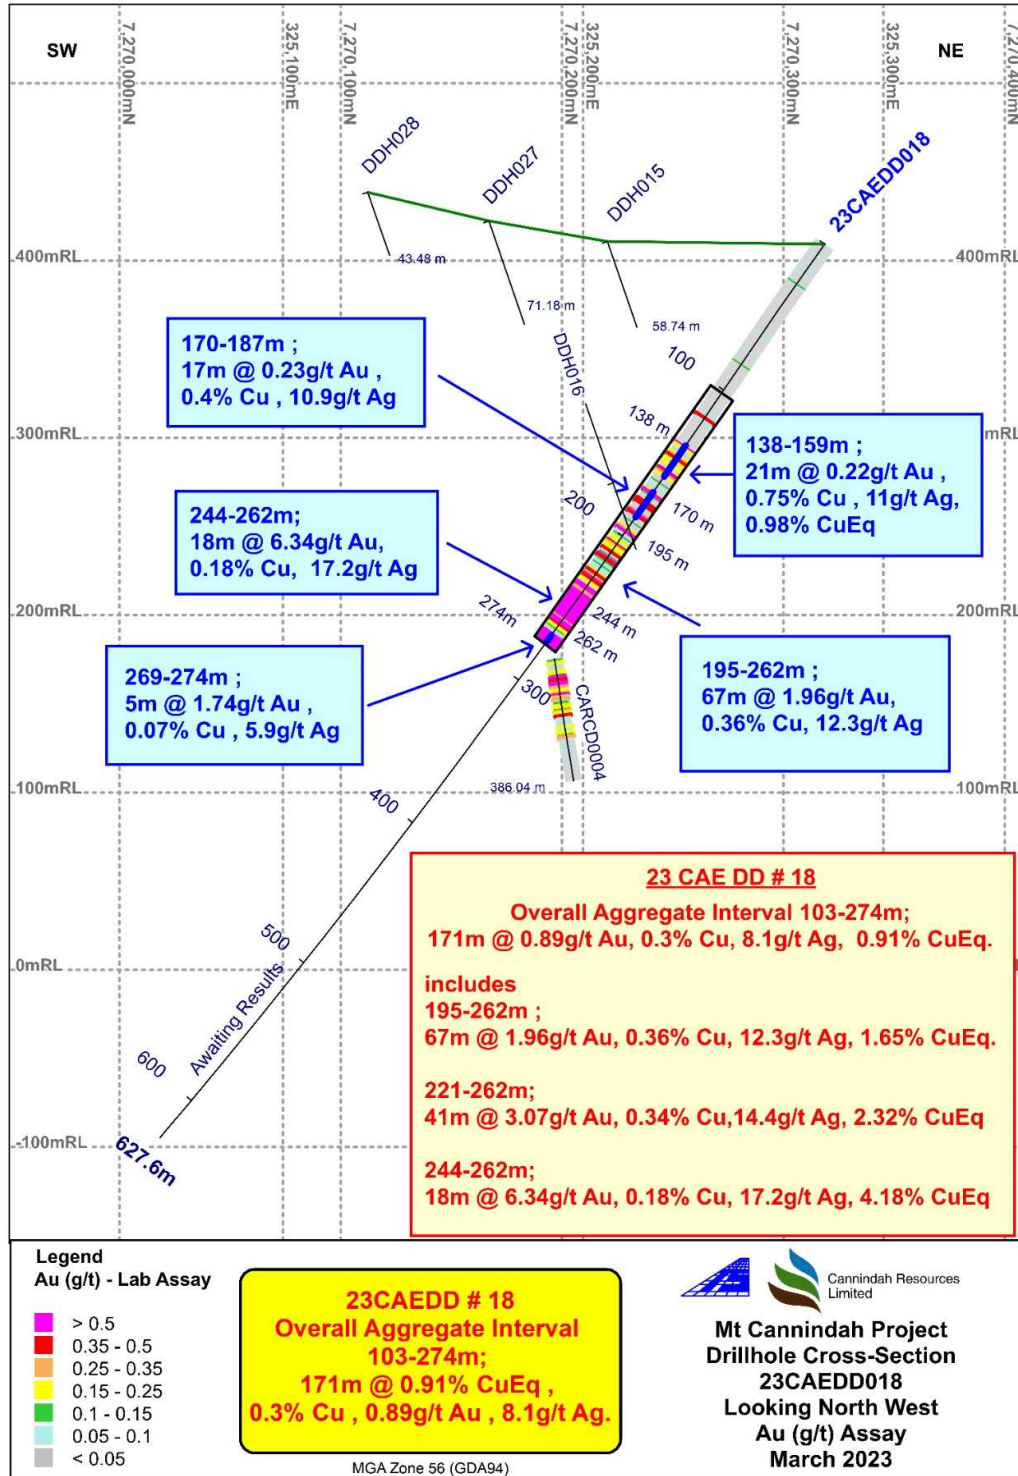 SW
NE
7,270,000mN
325,100mE
7,270,100mN
7,270,200mN
325,200mE
7,270,300mN
325,300mE
7,270,400mN
DDH028
DDH027
DDH015
23CAEDD018
400mRL
400mRL
43.48 m
71.18 m
58.74 m
DDH016
100
170-187m ;
17m @ 0.23g/t Au ,
0.4% Cu , 10.9g/t Ag
138 m
300mRL
mRL
138-159m ;
21m @ 0.22g/t Au ,
0.75% Cu , 11g/t Ag,
0.98% CuEq
200
170 m
195 m
244-262m;
18m @ 6.34g/t Au,
0.18% Cu, 17.2g/t Ag
200mRL
200mRL
274m
244 m
262 m
195-262m ;
67m @ 1.96g/t Au,
0.36% Cu, 12.3g/t Ag
269-274m ;
5m @ 1.74g/t Au ,
0.07% Cu , 5.9g/t Ag
300
CARCD0004
386.04 m
100mRL
100mRL
400
23 CAE DD # 18
Overall Aggregate Interval 103-274m;
171m @ 0.89g/t Au, 0.3% Cu, 8.1g/t Ag, 0.91% CuEq.
includes
195-262m ;
67m @ 1.96g/t Au, 0.36% Cu, 12.3g/t Ag, 1.65% CuEq.
221-262m;
41m @ 3.07g/t Au, 0.34% Cu,14.4g/t Ag, 2.32% CuEq
244-262m;
18m @ 6.34g/t Au, 0.18% Cu, 17.2g/t Ag, 4.18% CuEq
500
0mRL
Awaiting Results
600
-100mRL
627.6m
Legend
Au (g/t) - Lab Assay
> 0.5
0.35 - 0.5
0.25 - 0.35
0.15 - 0.25
0.1 - 0.15
0.05 - 0.1
< 0.05
23CAEDD # 18
Overall Aggregate Interval
103-274m;
171m @ 0.91% CuEq ,
0.3% Cu , 0.89g/t Au , 8.1g/t Ag.
MGA Zone 56 (GDA94)
Cannindah Resources
Limited
Mt Cannindah Project
Drillhole Cross-Section
23CAEDD018
Looking North West
Au (g/t) Assay
March 2023